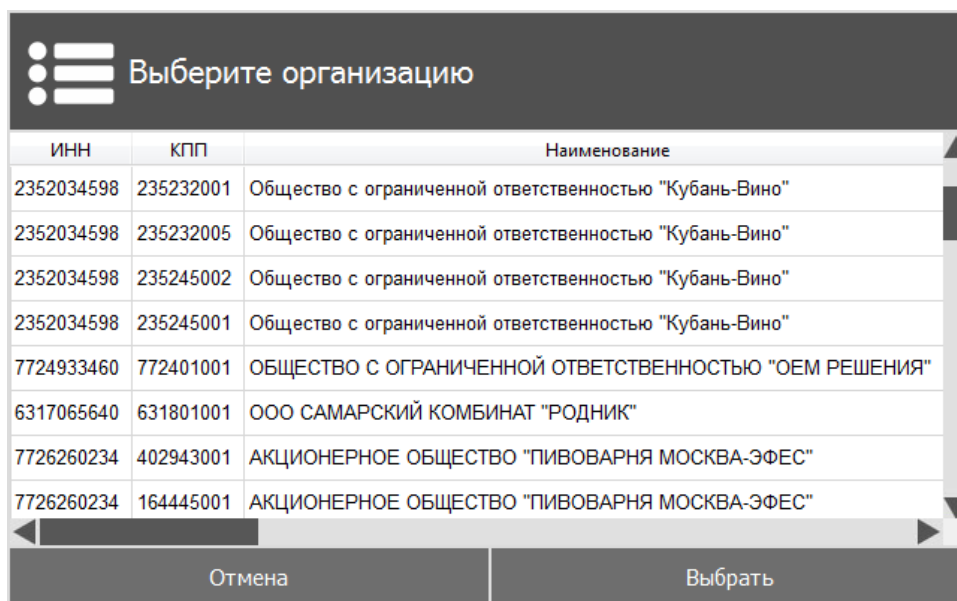 Выберите организацию
ИНН КПП Наименование
2352034598 235232001 Общество с ограниченной ответственностью "Кубань-Вино"
2352034598 235232005 Общество с ограниченной ответственностью "Кубань-Вино"
2352034598 235245002 Общество с ограниченной ответственностью "Кубань-Вино"
2352034598 235245001 Общество с ограниченной ответственностью "Кубань-Вино"
7724933460 772401001 ОБЩЕСТВО С ОГРАНИЧЕННОЙ ОТВЕТСТВЕННОСТЬЮ "ОЕМ РЕШЕНИЯ"
6317065640 631801001 ООО САМАРСКИЙ КОМБИНАТ "РОДНИК"
7726260234 402943001 АКЦИОНЕРНОЕ ОБЩЕСТВО "ПИВОВАРНЯ МОСКВА-ЭФЕС"
7726260234 164445001 АКЦИОНЕРНОЕ ОБЩЕСТВО "ПИВОВАРНЯ МОСКВА-ЭФЕС"
Отмена Выбрать